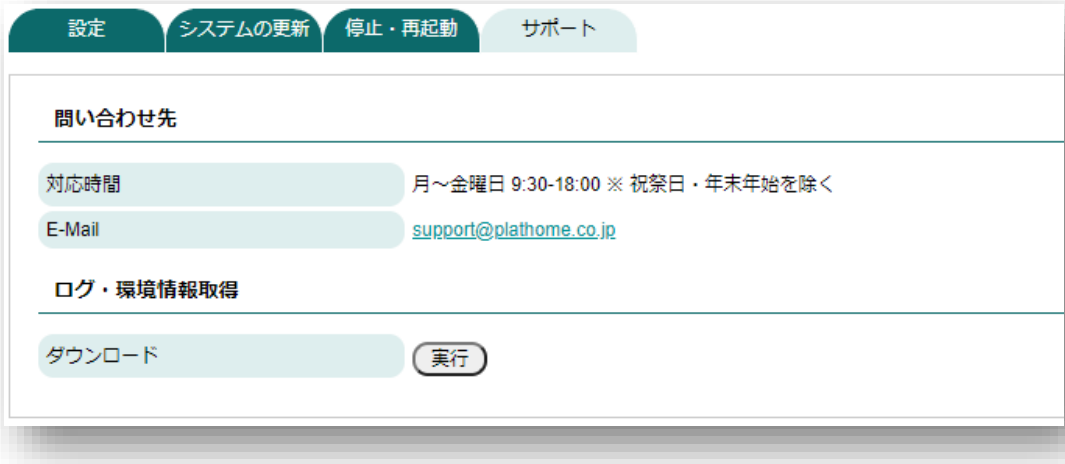 設定 システムの更新 停止・再起動 サポート
問い合わせ先
対応時間 月～金曜日 9:30-18:00 ※ 祝祭日・年末年始を除く
E-Mail support@plathome.co.jp
ログ・環境情報取得
ダウンロード 実行